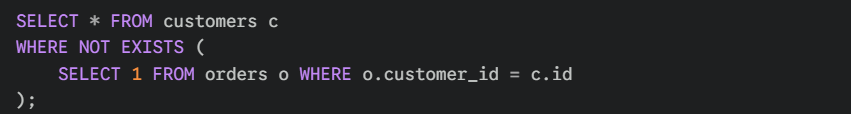 SELECT * FROM customers c
WHERE NOT EXISTS (
    SELECT 1 FROM orders o WHERE o.customer_id = c.id
);